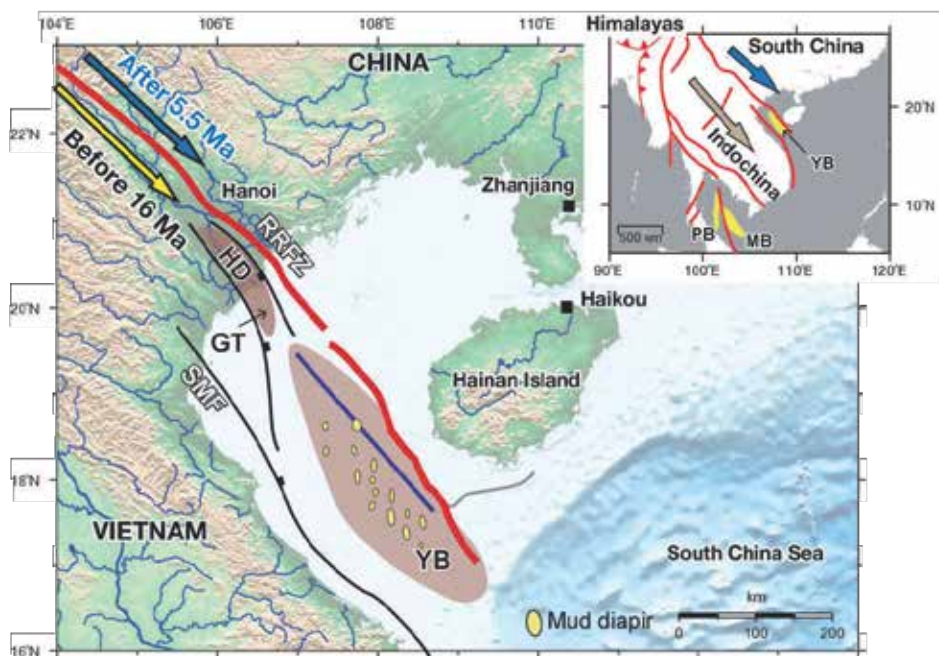 104°E 106°E 108°E 110°E
Himalayas
CHINA
South China
After 5.5 Ma
Before 16 Ma
22°N
20°N
18°N
16°N
Hanoi
Zhanjiang
RRFZ
HD
GT
SMF
Haikou
Hainan Island
VIETNAM
YB
South China Sea
Mud diapir
km
0 100 200
Indochina
YB
PB
MB
500 km
20°N
10°N
90°E 100°E 110°E 120°E